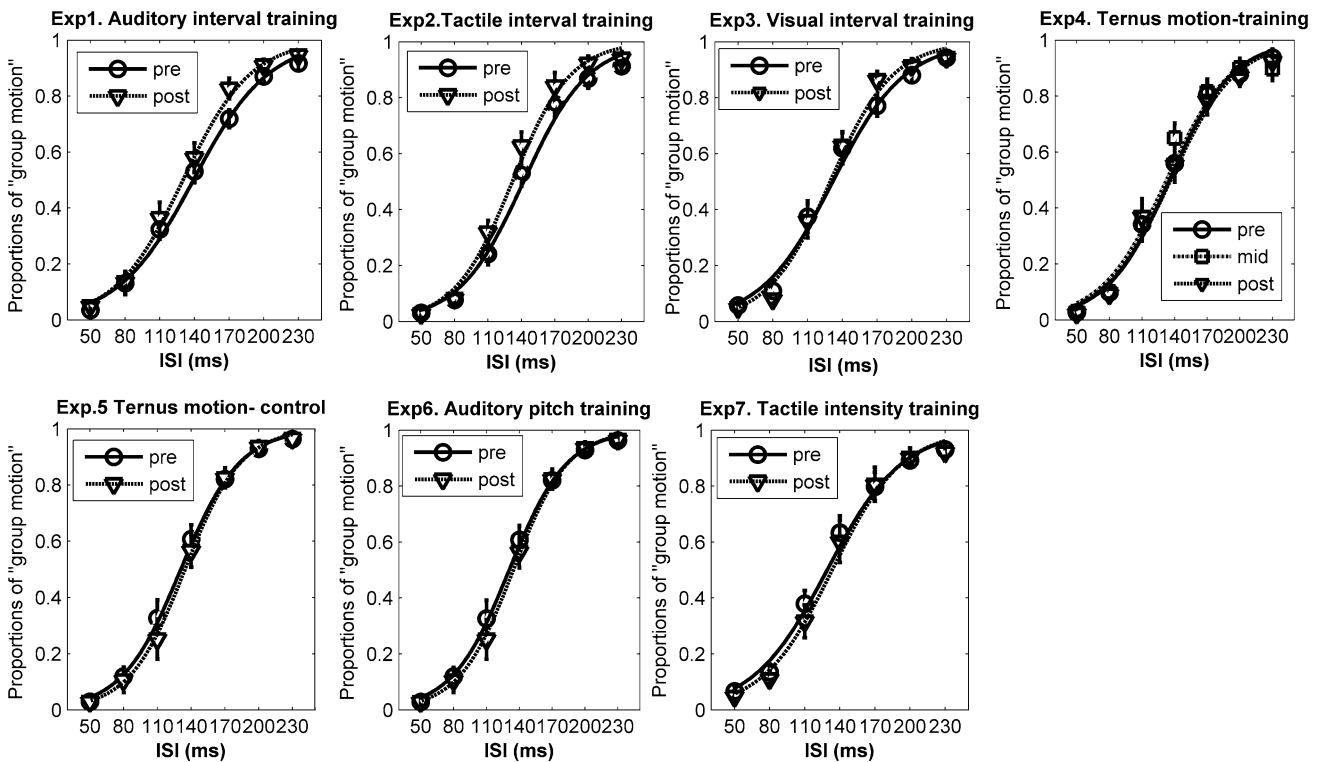 Exp1. Auditory interval training
Proportions of "group motion"
1
0.8
0.6
0.4
0.2
0
pre
post
50 80 110 140 170 200 230
ISI (ms)
Exp2.Tactile interval training
Proportions of "group motion"
1
0.8
0.6
0.4
0.2
0
pre
post
50 80 110 140 170 200 230
ISI (ms)
Exp3. Visual interval training
Proportions of "group motion"
1
0.8
0.6
0.4
0.2
0
pre
post
50 80 110 140 170 200 230
ISI (ms)
Exp4. Ternus motion-training
Proportions of "group motion"
1
0.8
0.6
0.4
0.2
0
pre
mid
post
50 80 110 140 170 200 230
ISI (ms)
Exp.5 Ternus motion- control
Proportions of "group motion"
1
0.8
0.6
0.4
0.2
0
pre
post
50 80 110 140 170 200 230
ISI (ms)
Exp6. Auditory pitch training
Proportions of "group motion"
1
0.8
0.6
0.4
0.2
0
pre
post
50 80 110 140 170 200 230
ISI (ms)
Exp7. Tactile intensity training
Proportions of "group motion"
1
0.8
0.6
0.4
0.2
0
pre
post
50 80 110 140 170 200 230
ISI (ms)